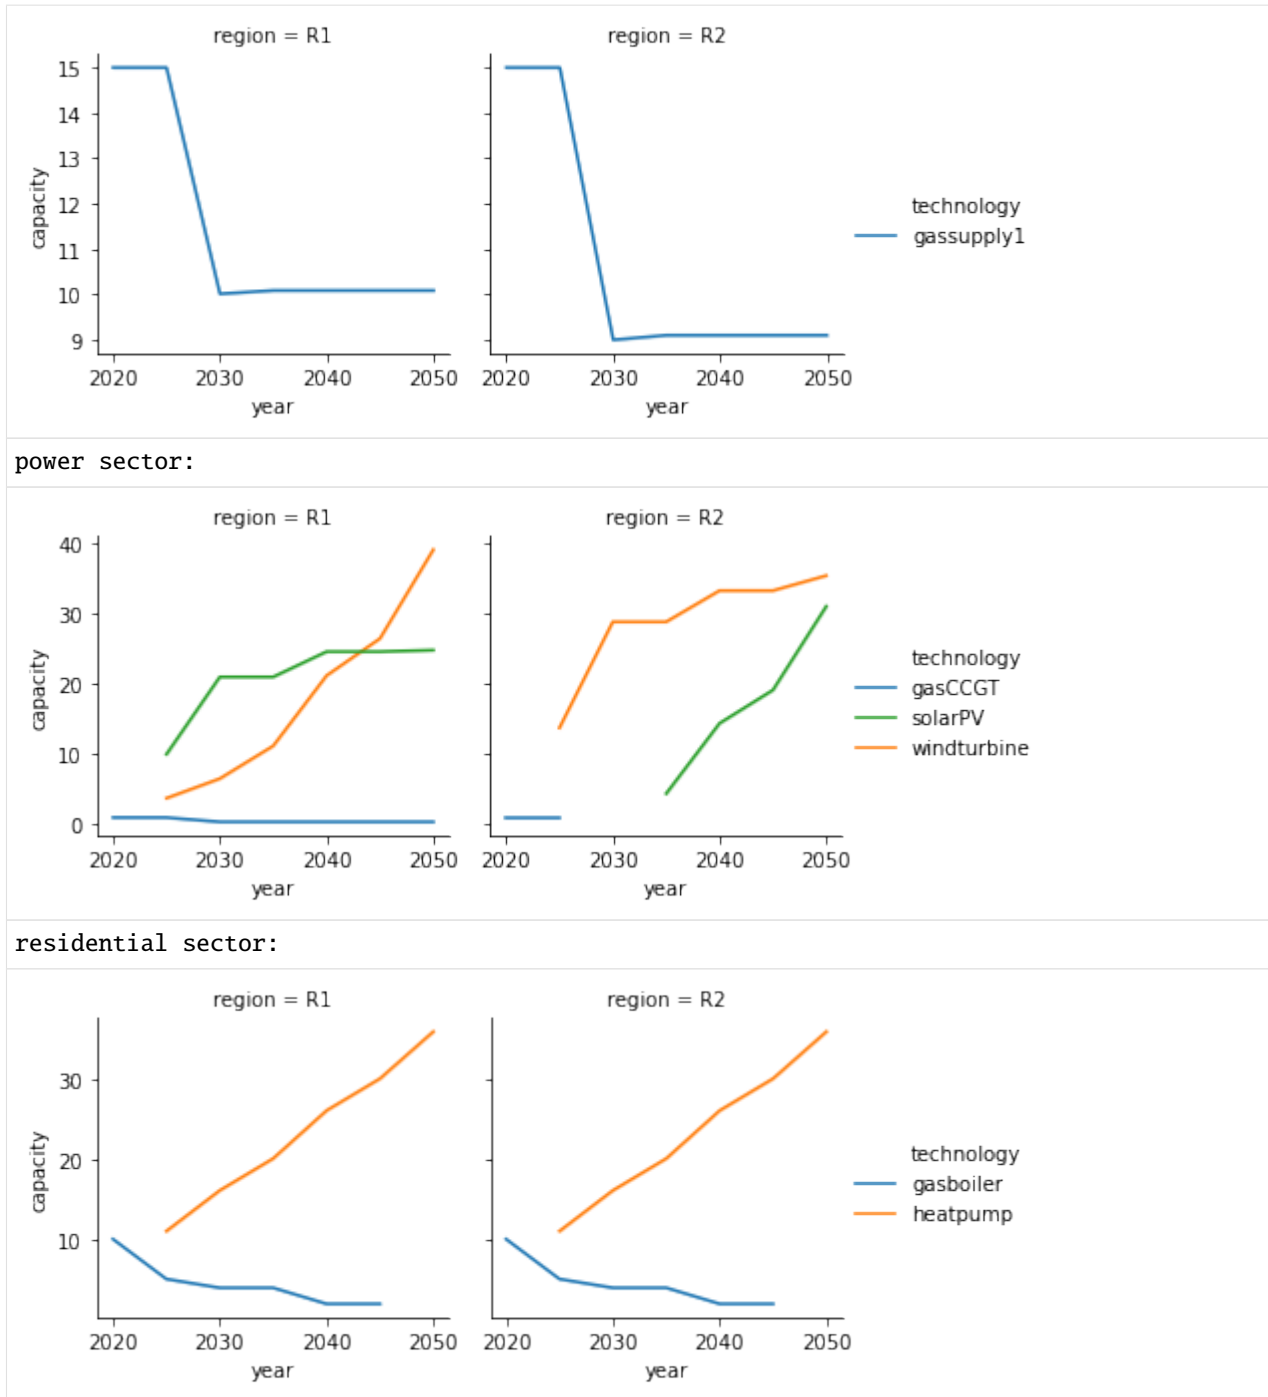 region = R1
region = R2
15
14
13
12
11
10
9
capacity
2020
2030
2040
2050
year
2020
2030
2040
2050
year
technology
gassupply1
power sector:
region = R1
region = R2
40
30
20
10
0
capacity
2020
2030
2040
2050
year
2020
2030
2040
2050
year
technology
gasCCGT
solarPV
windturbine
residential sector:
region = R1
region = R2
30
20
10
capacity
2020
2030
2040
2050
year
2020
2030
2040
2050
year
technology
gasboiler
heatpump